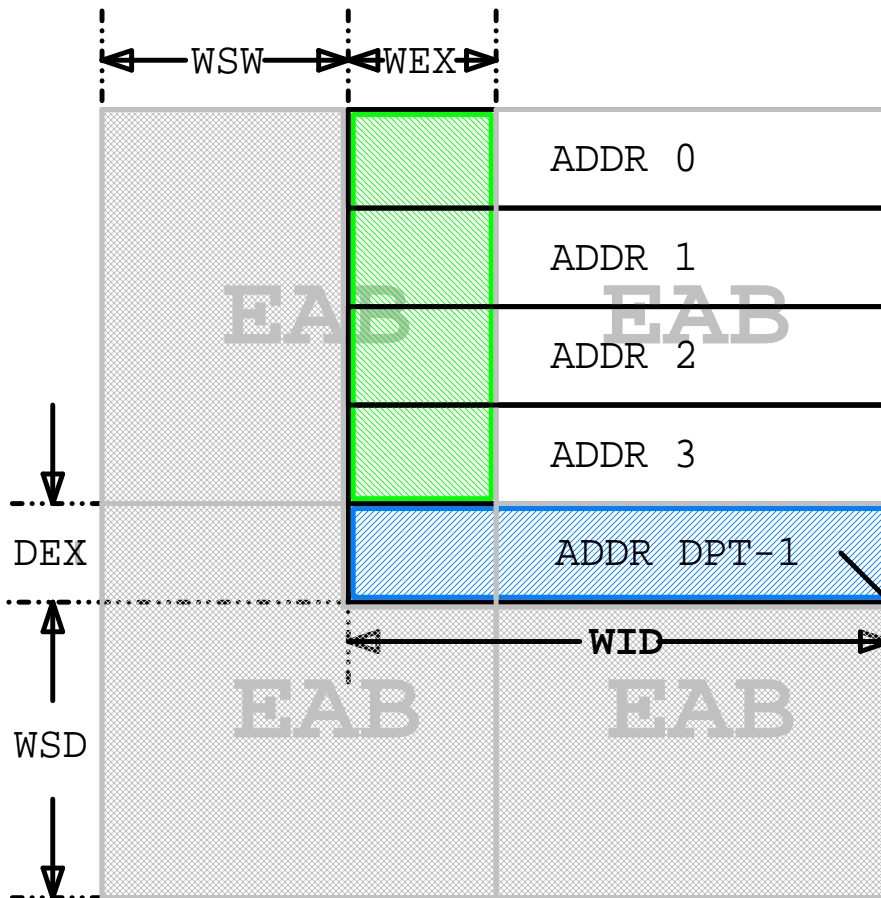 WSW WEX
ADDR 0
ADDR 1
EAB EAB
ADDR 2
ADDR 3
DEX ADDR DPT-1
WID
EAB EAB
WSD